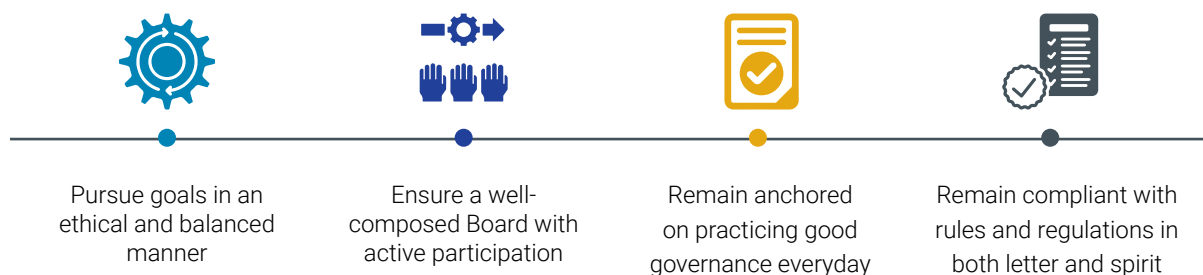 Pursue goals in an
ethical and balanced
manner
Ensure a well-
composed Board with
active participation
Remain anchored
on practicing good
governance everyday
Remain compliant with
rules and regulations in
both letter and spirit